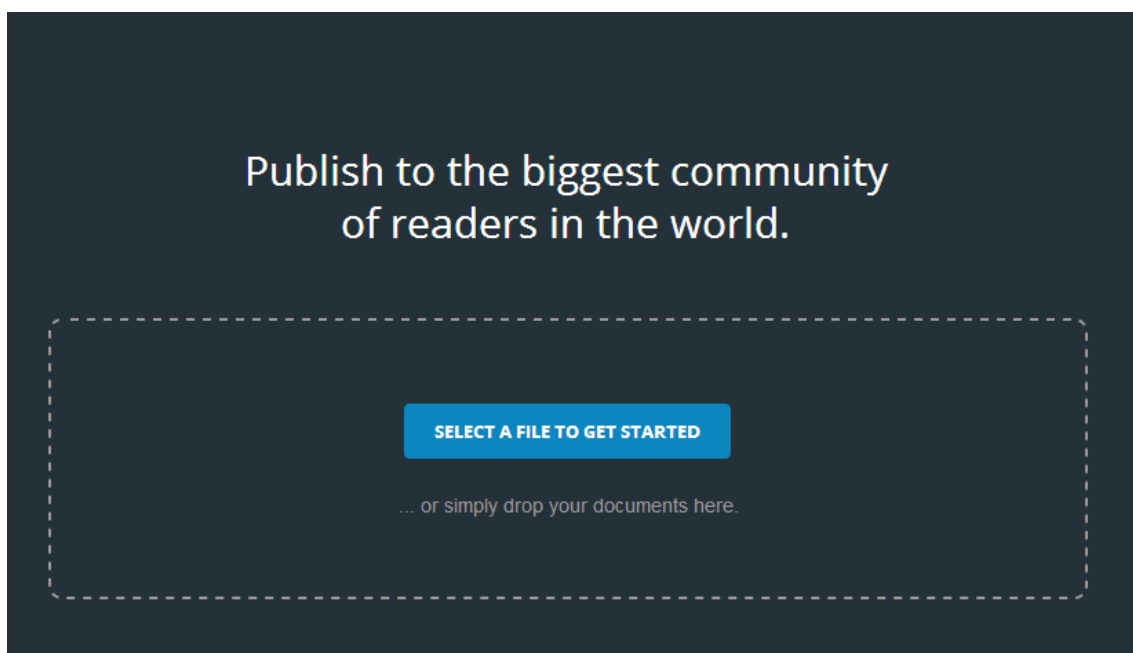 Publish to the biggest community
of readers in the world.
SELECT A FILE TO GET STARTED
... or simply drop your documents here.